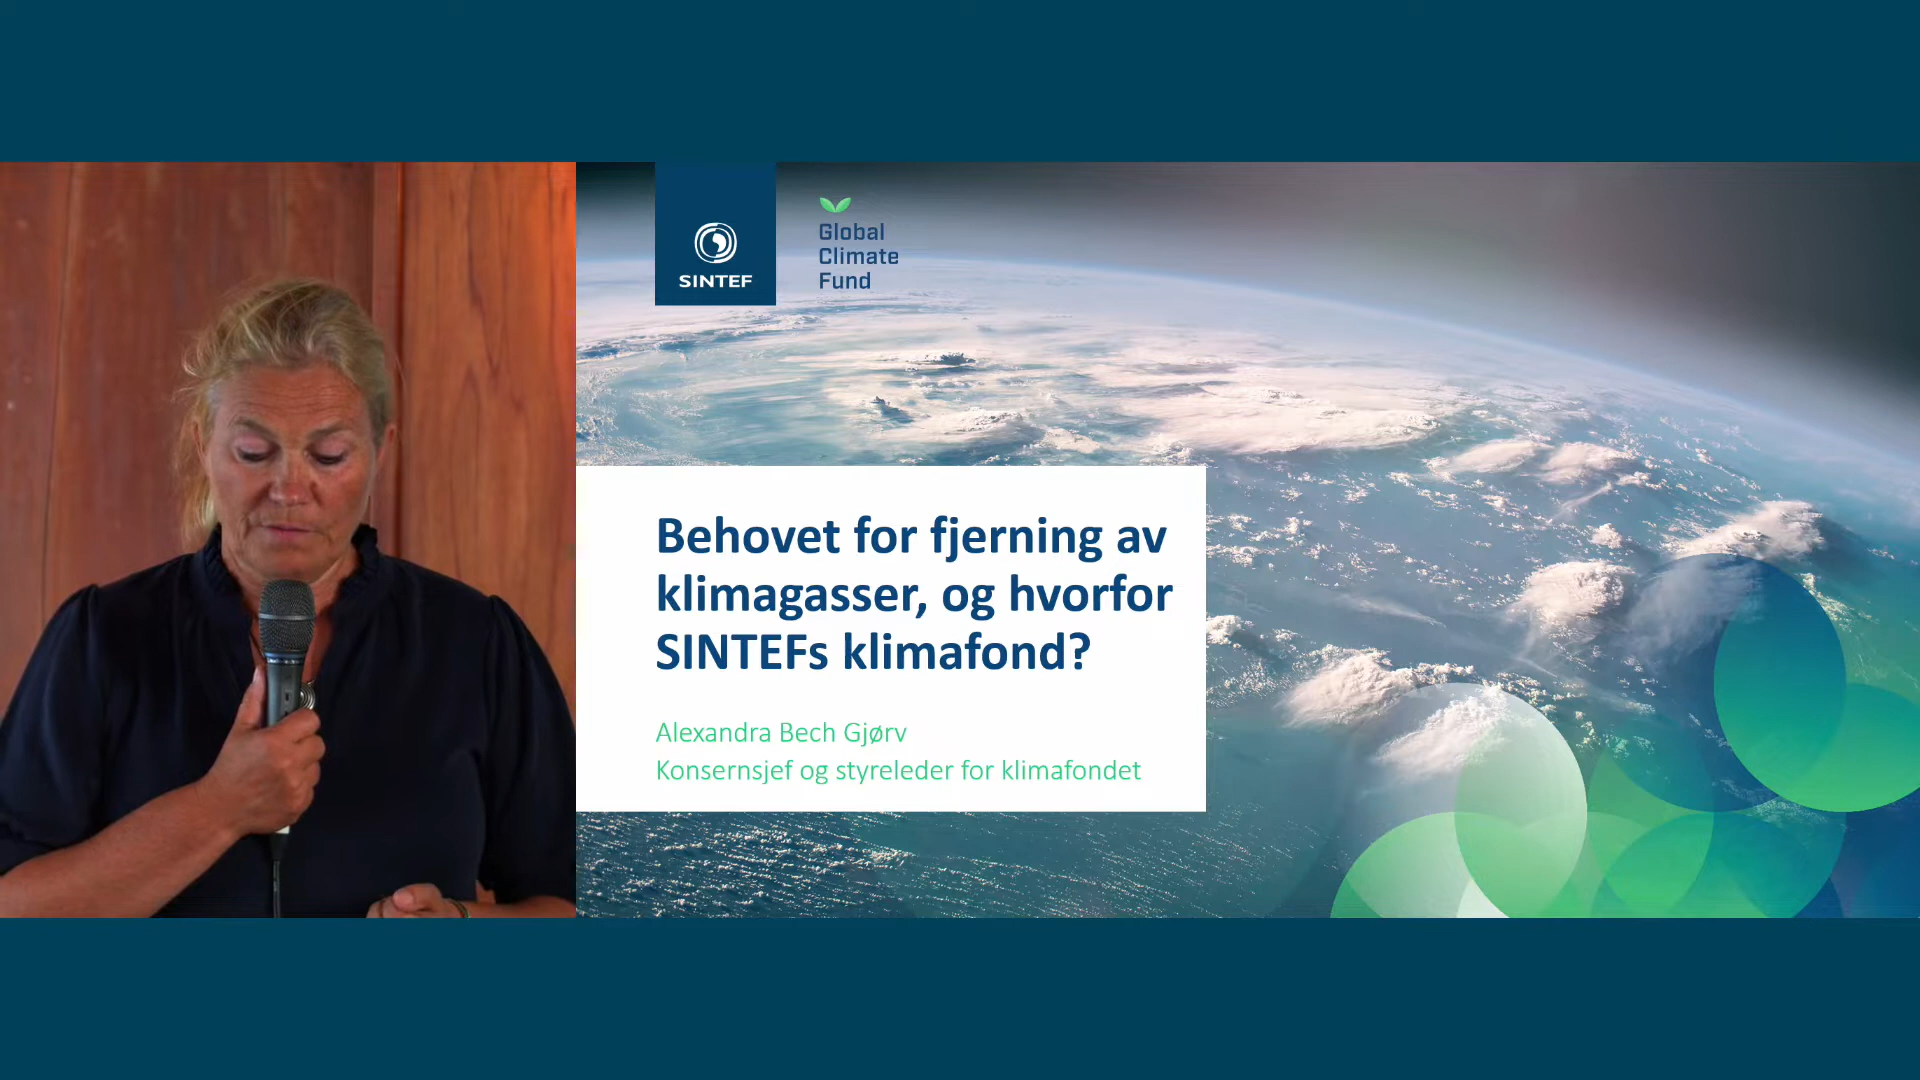 SINTEF
Global
Climate
Fund
Behovet for fjerning av
klimagasser, og hvorfor
SINTEFs klimafond?
Alexandra Bech Gjørv
Konsernsjef og styreleder for klimafondet